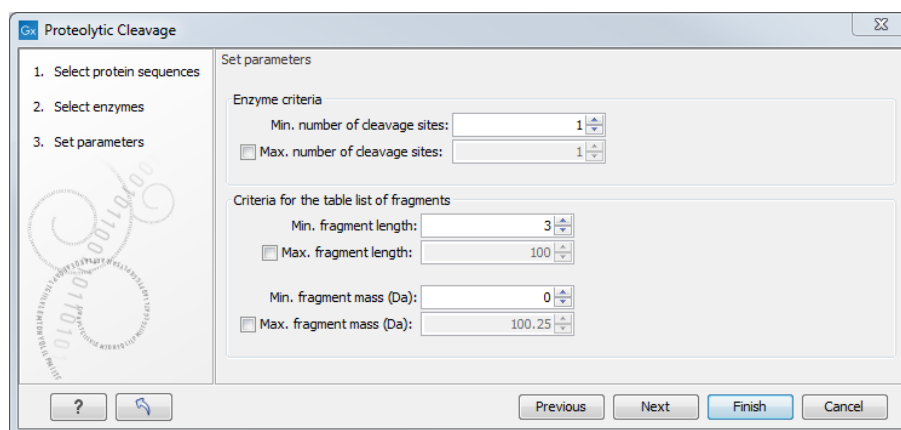 Gx Proteolytic Cleavage
1. Select protein sequences
2. Select enzymes
3. Set parameters
Set parameters
Enzyme criteria
Min. number of cleavage sites: 1
Max. number of cleavage sites: 1
Criteria for the table list of fragments
Min. fragment length: 3
Max. fragment length: 100
Min. fragment mass (Da): 0
Max. fragment mass (Da): 100.25
? Previous Next Finish Cancel